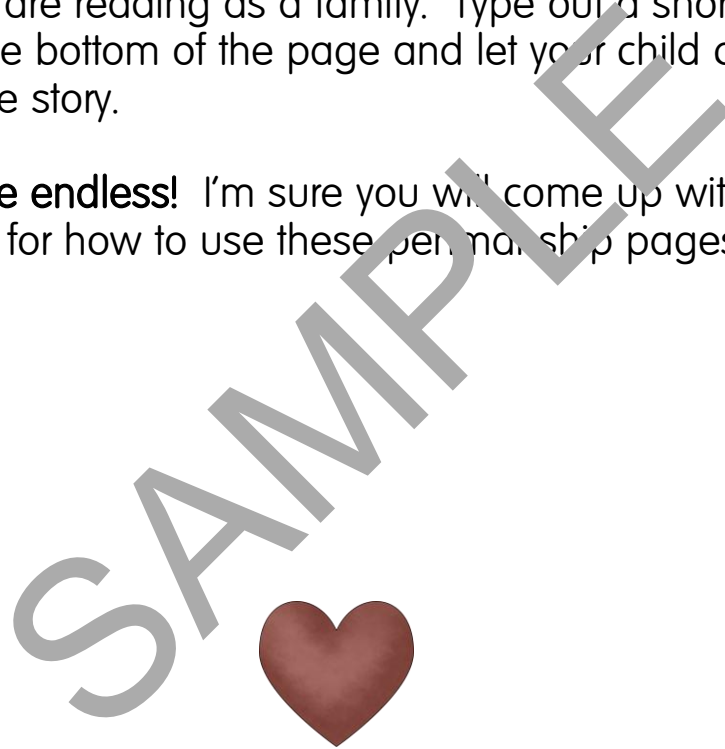 are reading as a family. Type out a shor
e bottom of the page and let your child
e story.
e endless! I'm sure you will come up wit
for how to use these penmanship pages
SAMPLE